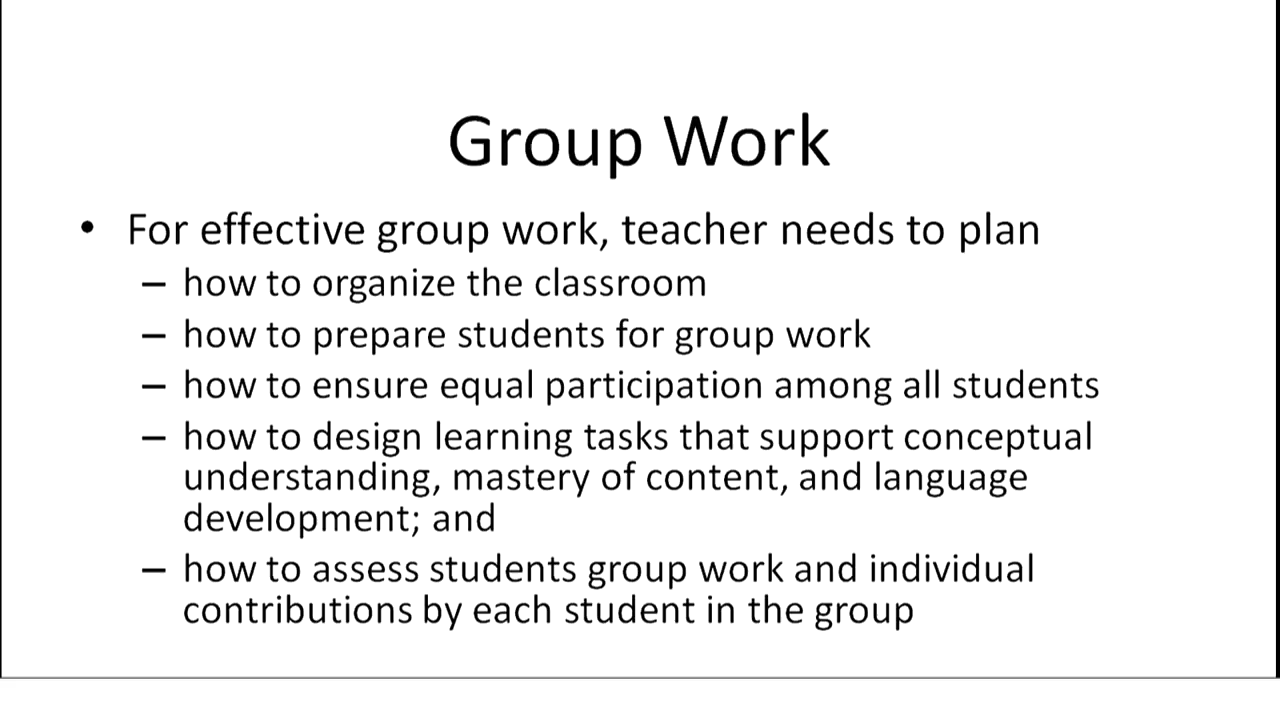 Group Work
• For effective group work, teacher needs to plan
– how to organize the classroom
– how to prepare students for group work
– how to ensure equal participation among all students
– how to design learning tasks that support conceptual
understanding, mastery of content, and language
development; and
– how to assess students group work and individual
contributions by each student in the group